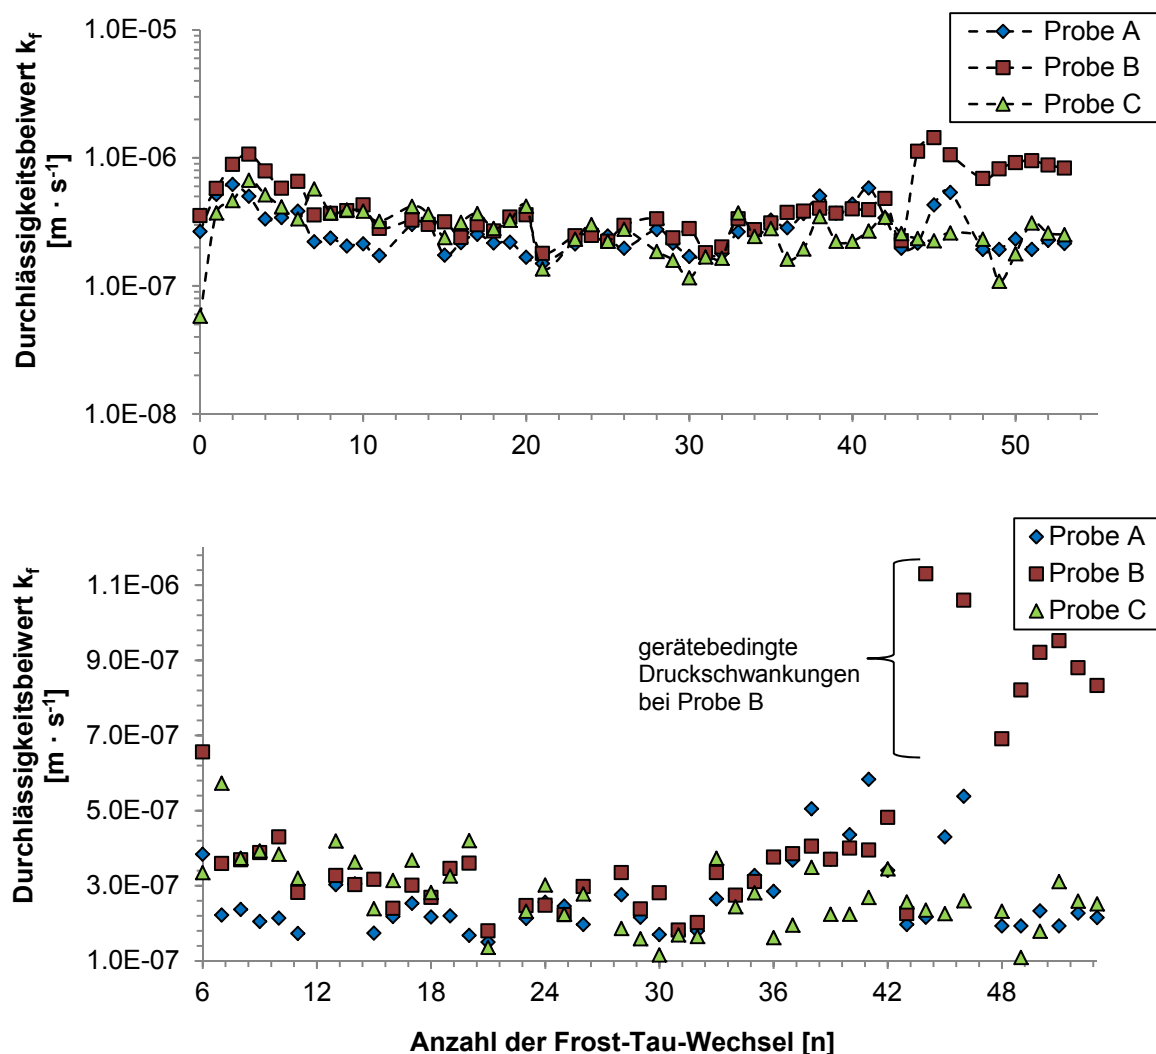 Durchlässigkeitsbeiwert kf
[m · s-1]
1.0E-05
1.0E-06
1.0E-07
1.0E-08
0 10 20 30 40 50
Probe A
Probe B
Probe C
Durchlässigkeitsbeiwert kf
[m · s-1]
1.1E-06
9.0E-07
7.0E-07
5.0E-07
3.0E-07
1.0E-07
6 12 18 24 30 36 42 48
gerätebedingte
Druckschwankungen
bei Probe B
Probe A
Probe B
Probe C
Anzahl der Frost-Tau-Wechsel [n]